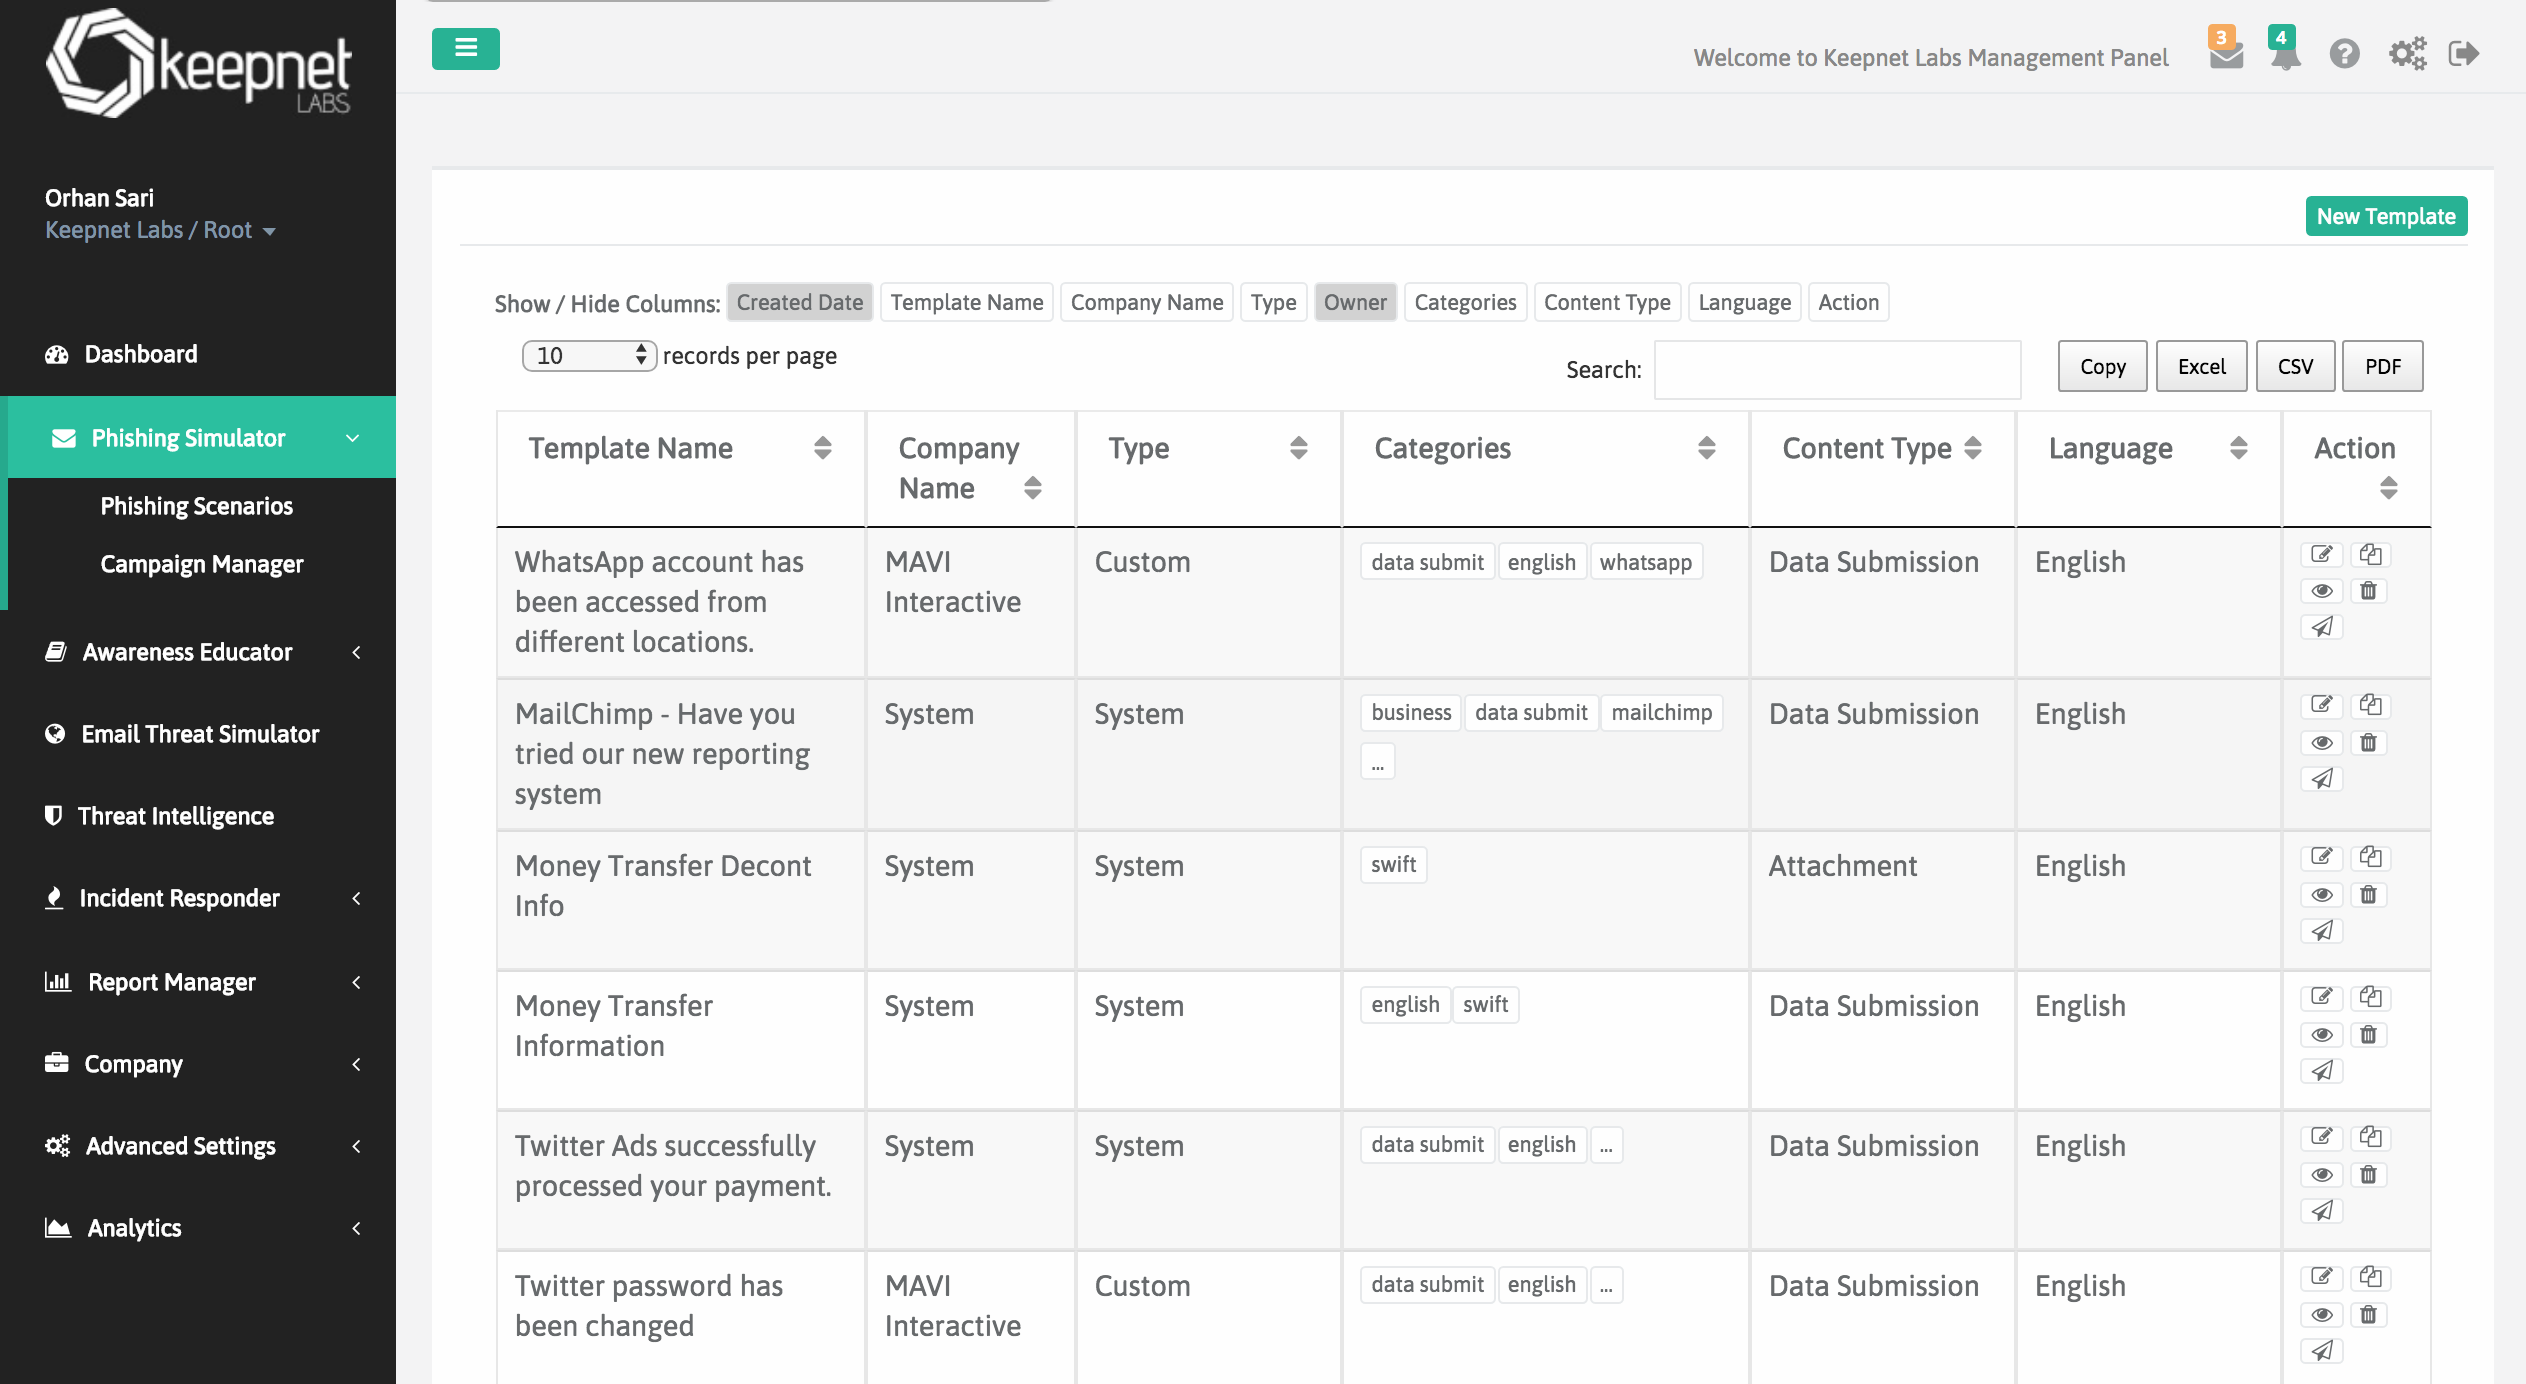 keepnet
LABS
Orhan Sari
Keepnet Labs / Root
Dashboard
Phishing Simulator
Phishing Scenarios
Campaign Manager
Awareness Educator
Email Threat Simulator
Threat Intelligence
Incident Responder
Report Manager
Company
Advanced Settings
Analytics
Welcome to Keepnet Labs Management Panel
3
4
New Template
Show / Hide Columns: Created Date Template Name Company Name Type Owner Categories Content Type Language Action
10 records per page
Search:
Copy Excel CSV PDF
Template Name Company Name Type Categories Content Type Language Action
WhatsApp account has
been accessed from
different locations.
MAVI
Interactive
Custom
data submit english whatsapp
Data Submission
English
MailChimp - Have you
tried our new reporting
system
System
System
business data submit mailchimp
...
Data Submission
English
Money Transfer Decont
Info
System
System
swift
Attachment
English
Money Transfer
Information
System
System
english swift
Data Submission
English
Twitter Ads successfully
processed your payment.
System
System
data submit english ...
Data Submission
English
Twitter password has
been changed
MAVI
Interactive
Custom
data submit english ...
Data Submission
English